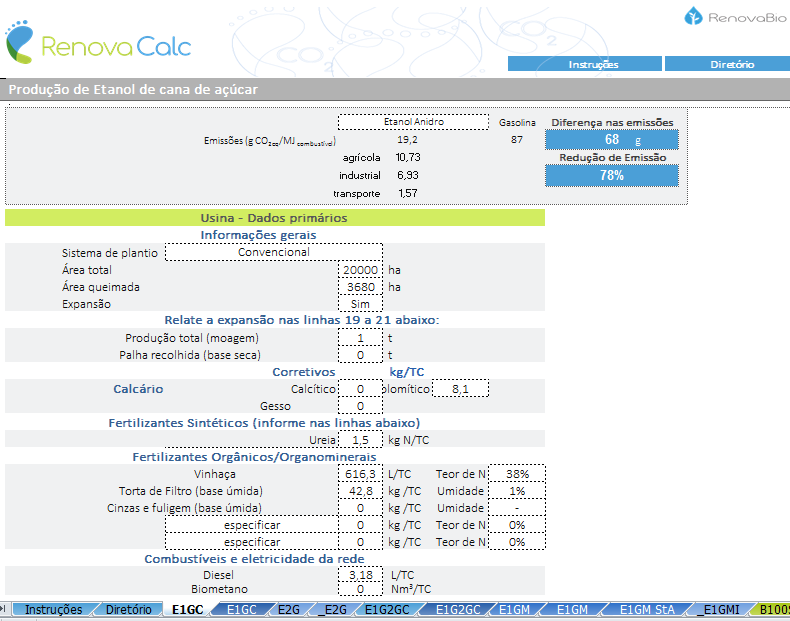 RenovaBio
RenovaCalc
CO2
CO2
Instruções Diretório
Produção de Etanol de cana de açúcar
Etanol Anidro Gasolina Diferença nas emissões
Emissões (g CO2eq/MJ combustível) 19,2 87 68 g
agrícola 10,73 Redução de Emissão
industrial 6,93 78%
transporte 1,57
Usina - Dados primários
Informações gerais
Sistema de plantio Convencional
Área total 20000 ha
Área queimada 3680 ha
Expansão Sim
Relate a expansão nas linhas 19 a 21 abaixo:
Produção total (moagem) 1 t
Palha recolhida (base seca) 0 t
Corretivos kg/TC
Calcário Calcítico 0 olomítico 8,1
Gesso 0
Fertilizantes Sintéticos (informe nas linhas abaixo)
Ureia 1,5 kg N/TC
Fertilizantes Orgânicos/Organominerais
Vinhaça 616,3 L/TC Teor de N 38%
Torta de Filtro (base úmida) 42,8 kg /TC Umidade 1%
Cinzas e fuligem (base úmida) 0 kg /TC Umidade -
especificar 0 kg /TC Teor de N 0%
especificar 0 kg /TC Teor de N 0%
Combustíveis e eletricidade da rede
Diesel 3,18 L/TC
Biometano 0 Nm³/TC
Instruções Diretório E1GC _E1GC E2G _E2G E1G2GC _E1G2GC E1GM _E1GM E1GM StA _E1GMI B100S